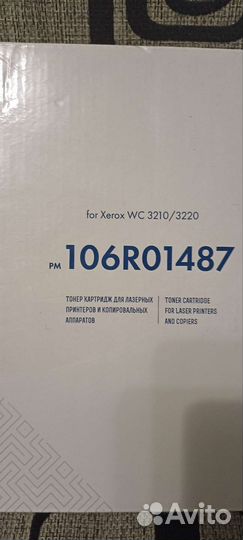 for Xerox WC 3210/3220
PM 106R01487
ТОНЕР КАРТРИДЖ ДЛЯ ЛАЗЕРНЫХ
ПРИНТЕРОВ И КОПИРОВАЛЬНЫХ
АППАРАТОВ
TONER CARTRIDGE
FOR LASER PRINTERS
AND COPIERS
Avito